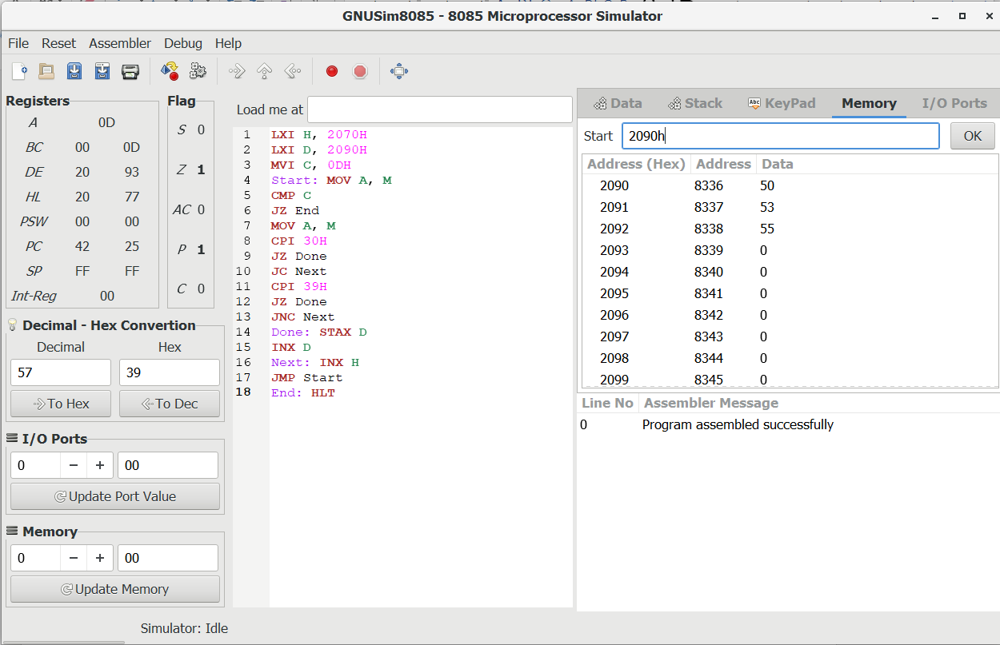 GNUSim8085 - 8085 Microprocessor Simulator
File Reset Assembler Debug Help
Registers
A 0D
BC 00 0D
DE 20 93
HL 20 77
PSW 00 00
PC 42 25
SP FF FF
Int-Reg 00
Flag
S 0
Z 1
AC 0
P 1
C 0
Decimal - Hex Convertion
Decimal Hex
57 39
To Hex To Dec
I/O Ports
0 − + 00
Update Port Value
Memory
0 − + 00
Update Memory
Load me at
1 LXI H, 2070H
2 LXI D, 2090H
3 MVI C, 0DH
4 Start: MOV A, M
5 CMP C
6 JZ End
7 MOV A, M
8 CPI 30H
9 JZ Done
10 JC Next
11 CPI 39H
12 JZ Done
13 JNC Next
14 Done: STAX D
15 INX D
16 Next: INX H
17 JMP Start
18 End: HLT
Data Stack Abc KeyPad Memory I/O Ports
Start 2090h OK
Address (Hex) Address Data
2090 8336 50
2091 8337 53
2092 8338 55
2093 8339 0
2094 8340 0
2095 8341 0
2096 8342 0
2097 8343 0
2098 8344 0
2099 8345 0
Line No Assembler Message
0 Program assembled successfully
Simulator: Idle